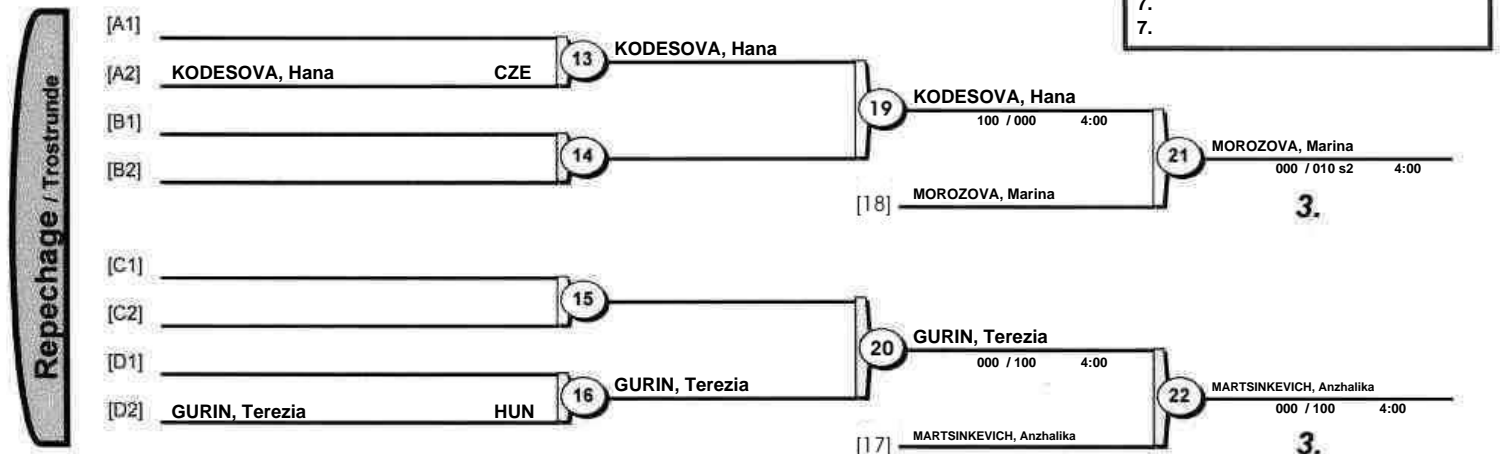 7.
7.
Repechage / Trostrunde
[A1]
[A2] KODESOVA, Hana CZE
13
KODESOVA, Hana
[B1]
[B2]
14
19
KODESOVA, Hana
100 / 000 4:00
[18] MOROZOVA, Marina
21
MOROZOVA, Marina
000 / 010 s2 4:00
3.
[C1]
[C2]
15
[D1]
[D2] GURIN, Terezia HUN
16
GURIN, Terezia
20
GURIN, Terezia
000 / 100 4:00
[17] MARTSINKEVICH, Anzhalika
22
MARTSINKEVICH, Anzhalika
000 / 100 4:00
3.